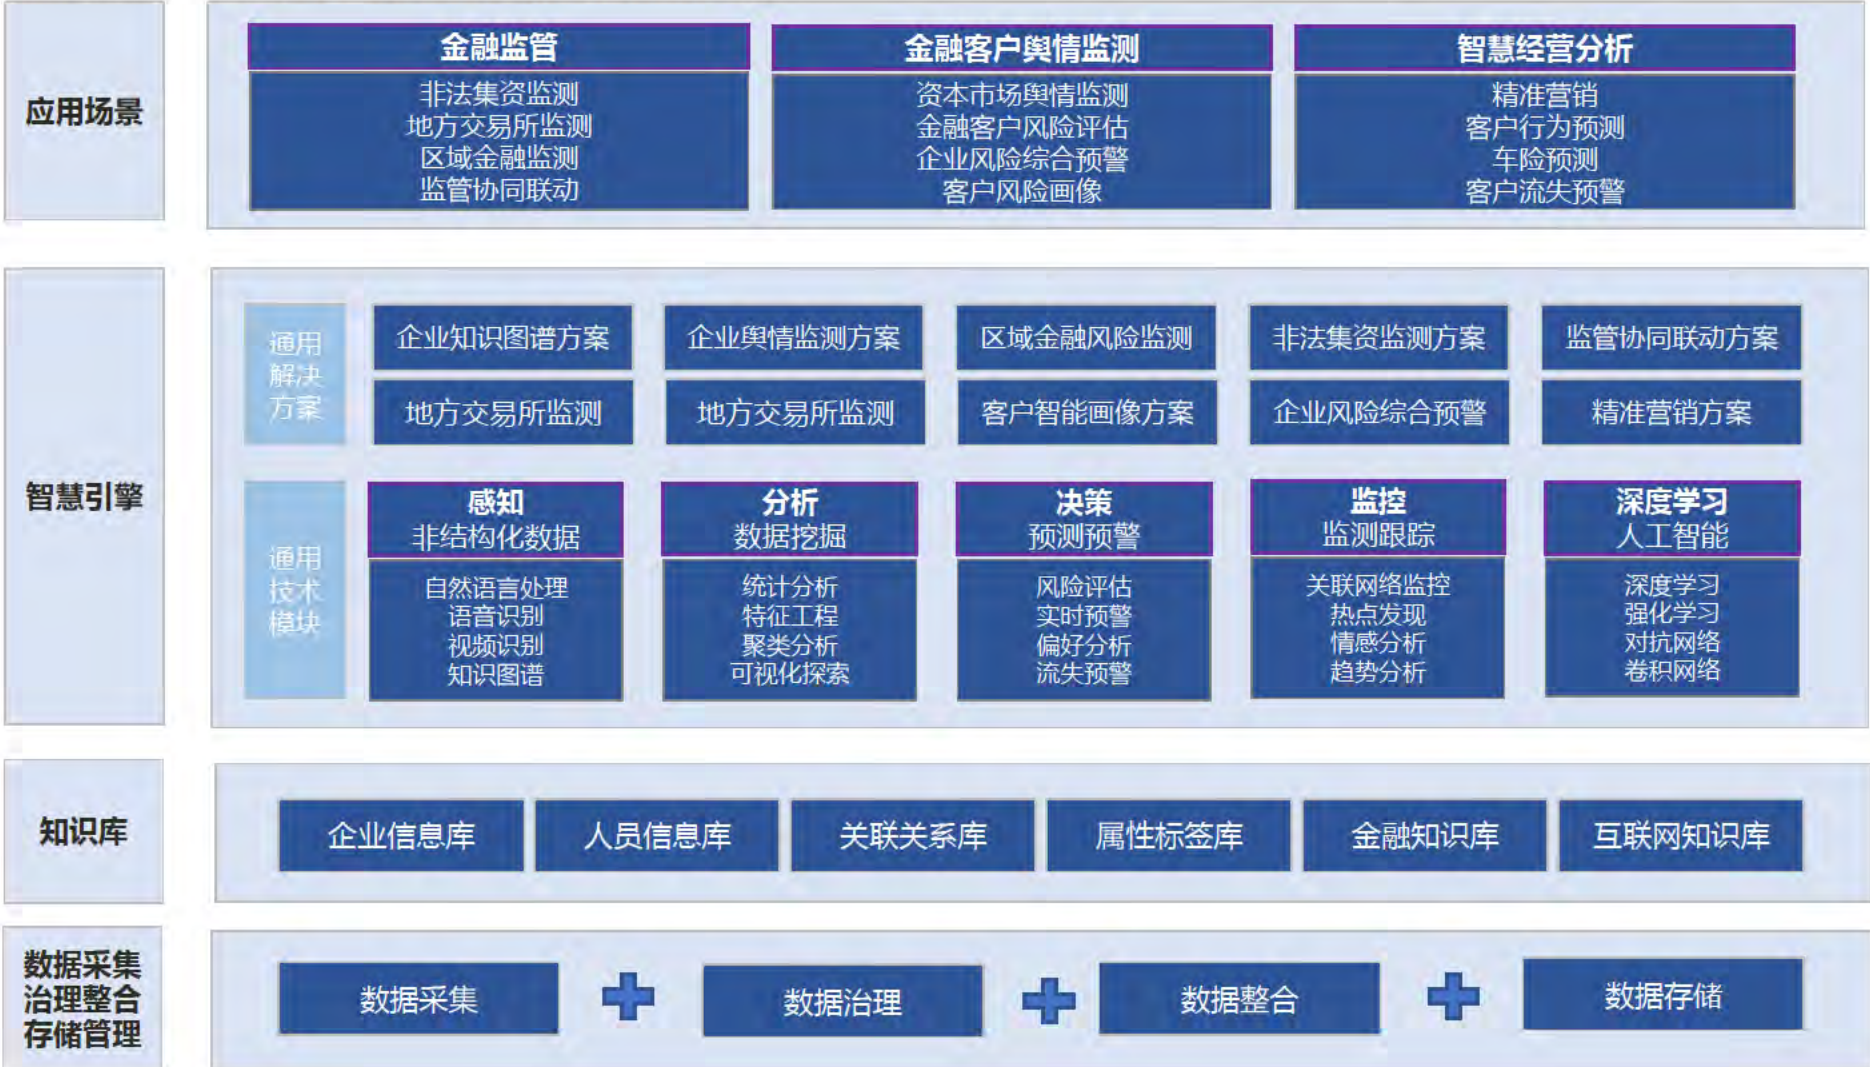 应用场景
金融监管
非法集资监测
地方交易所监测
区域金融监测
监管协同联动
金融客户舆情监测
资本市场舆情监测
金融客户风险评估
企业风险综合预警
客户风险画像
智慧经营分析
精准营销
客户行为预测
车险预测
客户流失预警
智慧引擎
通用
解决
方案
企业知识图谱方案
企业舆情监测方案
区域金融风险监测
非法集资监测方案
监管协同联动方案
地方交易所监测
地方交易所监测
客户智能画像方案
企业风险综合预警
精准营销方案
通用
技术
模块
感知
非结构化数据
自然语言处理
语音识别
视频识别
知识图谱
分析
数据挖掘
统计分析
特征工程
聚类分析
可视化探索
决策
预测预警
风险评估
实时预警
偏好分析
流失预警
监控
监测跟踪
关联网络监控
热点发现
情感分析
趋势分析
深度学习
人工智能
深度学习
强化学习
对抗网络
卷积网络
知识库
企业信息库
人员信息库
关联关系库
属性标签库
金融知识库
互联网知识库
数据采集
治理整合
存储管理
数据采集
数据治理
数据整合
数据存储